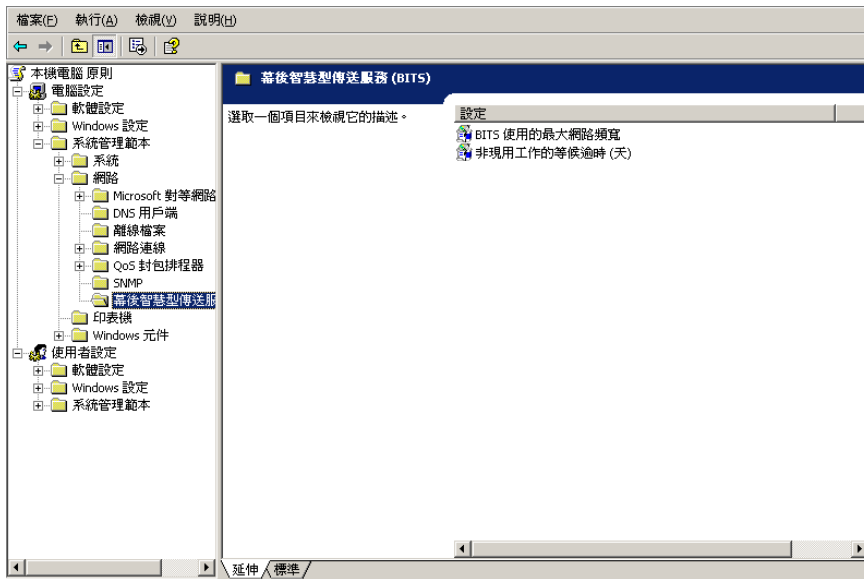 檔案(F) 執行(A) 檢視(V) 說明(H)
本機電腦 原則
電腦設定
軟體設定
Windows 設定
系統管理範本
系統
網路
Microsoft 對等網路
DNS 用戶端
離線檔案
網路連線
QoS 封包排程器
SNMP
幕後智慧型傳送服
印表機
Windows 元件
使用者設定
軟體設定
Windows 設定
系統管理範本
幕後智慧型傳送服務 (BITS)
選取一個項目來檢視它的描述。
設定
BITS 使用的最大網路頻寬
非現用工作的等候逾時 (天)
延伸 標準